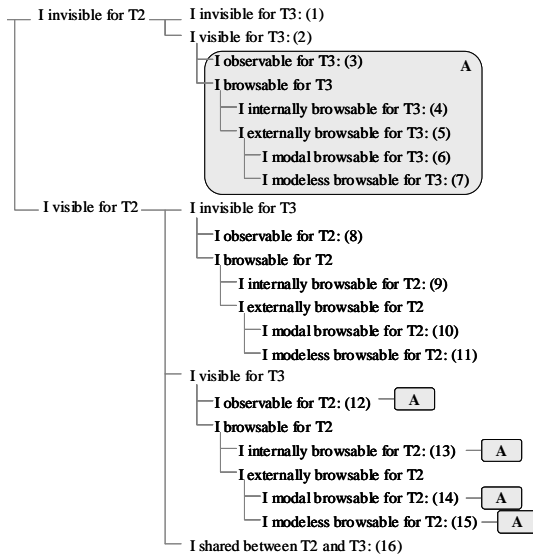 I invisible for T2
I invisible for T3: (1)
I visible for T3: (2)
A
I observable for T3: (3)
I browsable for T3
I internally browsable for T3: (4)
I externally browsable for T3: (5)
I modal browsable for T3: (6)
I modeless browsable for T3: (7)
I visible for T2
I invisible for T3
I observable for T2: (8)
I browsable for T2
I internally browsable for T2: (9)
I externally browsable for T2
I modal browsable for T2: (10)
I modeless browsable for T2: (11)
I visible for T3
I observable for T2: (12) A
I browsable for T2
I internally browsable for T2: (13) A
I externally browsable for T2
I modal browsable for T2: (14) A
I modeless browsable for T2: (15) A
I shared between T2 and T3: (16)